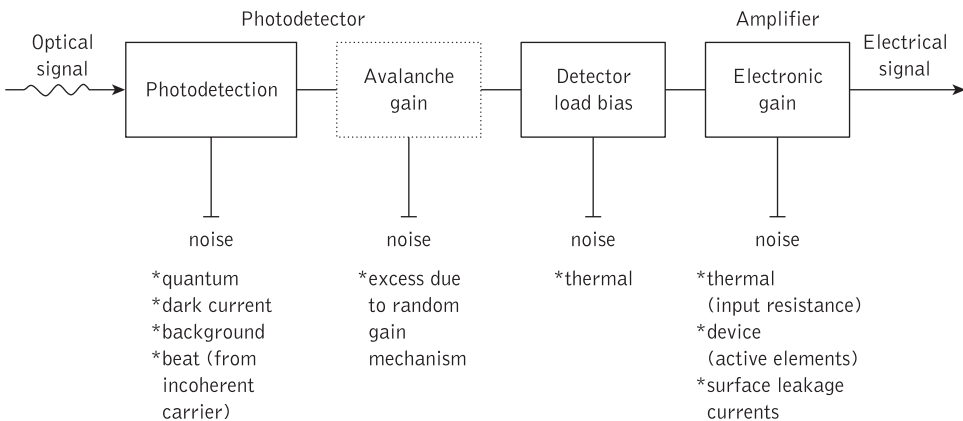 Photodetector
Amplifier
Optical
signal
Photodetection
Avalanche
gain
Detector
load bias
Electronic
gain
Electrical
signal
noise
*quantum
*dark current
*background
*beat (from
incoherent
carrier)
noise
*excess due
to random
gain
mechanism
noise
*thermal
noise
*thermal
(input resistance)
*device
(active elements)
*surface leakage
currents